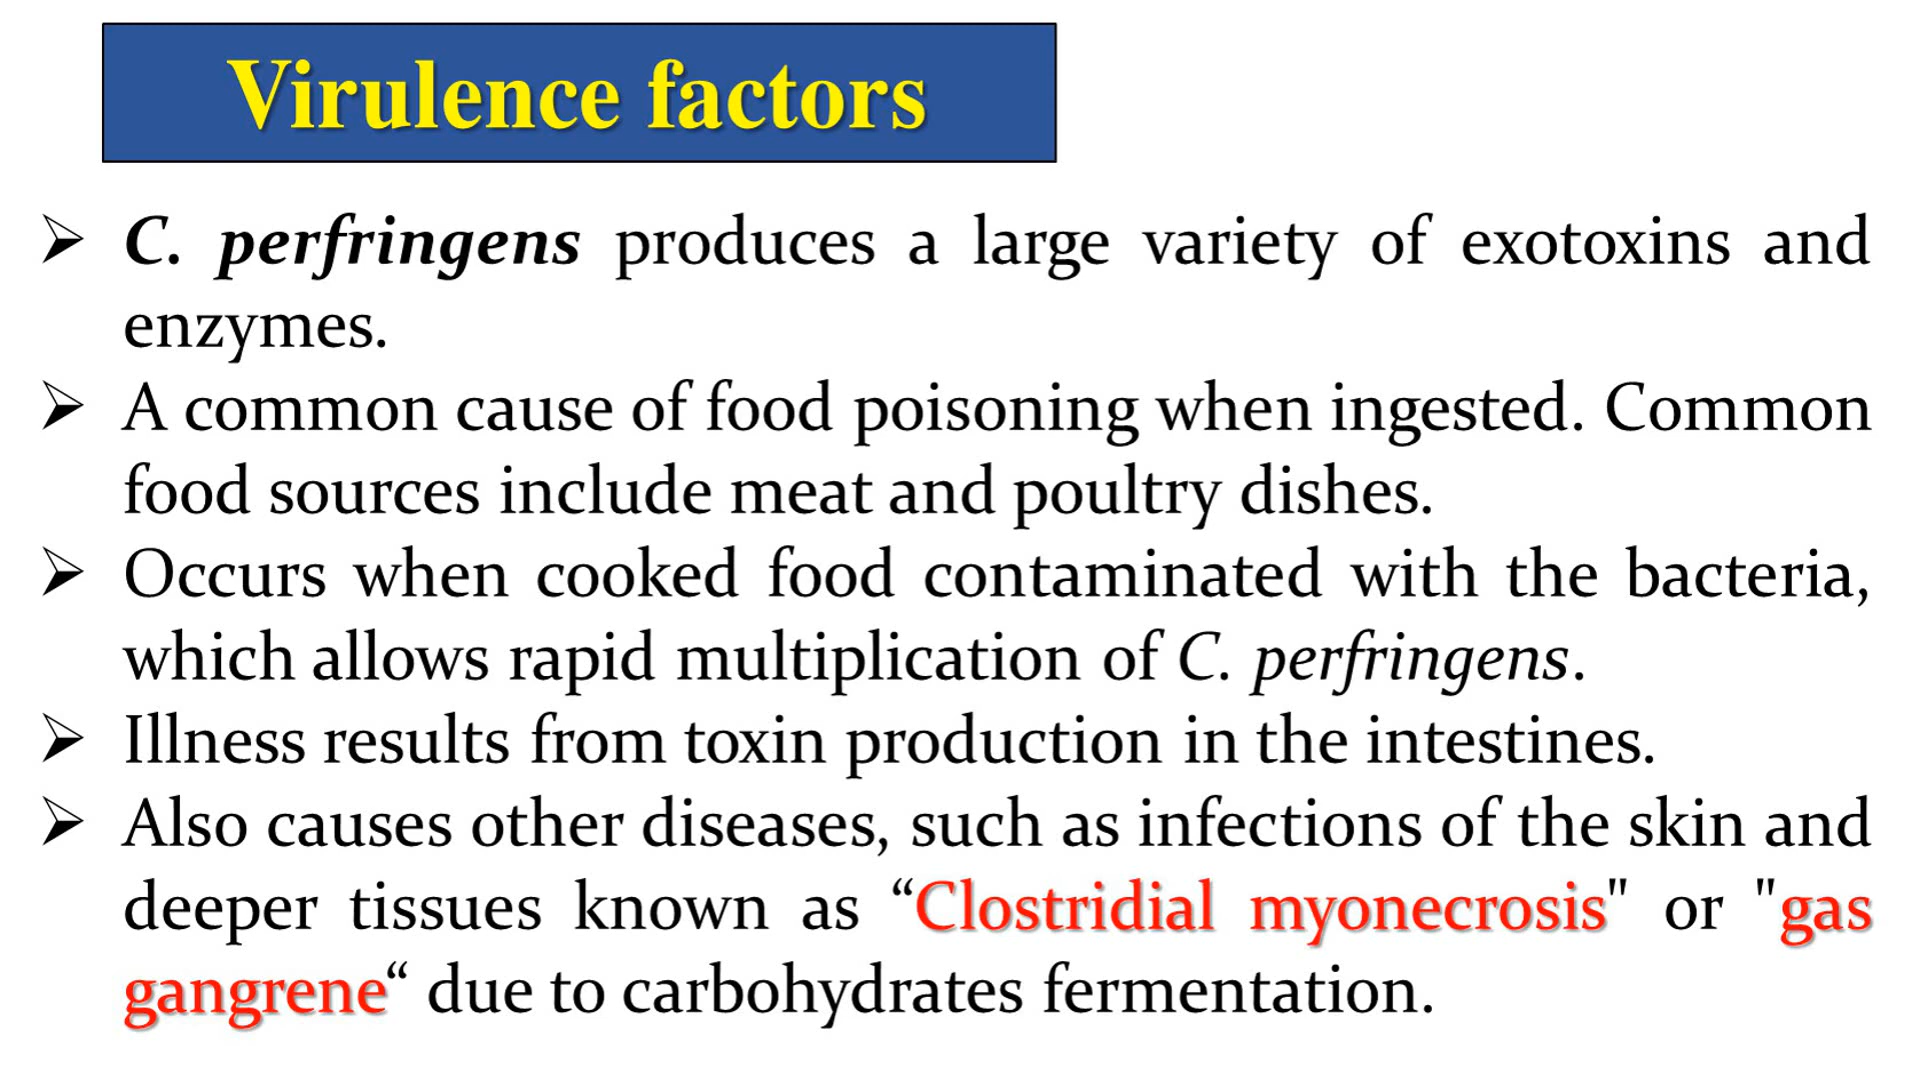 Virulence factors
➢ C. perfringens produces a large variety of exotoxins and
enzymes.
➢ A common cause of food poisoning when ingested. Common
food sources include meat and poultry dishes.
➢ Occurs when cooked food contaminated with the bacteria,
which allows rapid multiplication of C. perfringens.
➢ Illness results from toxin production in the intestines.
➢ Also causes other diseases, such as infections of the skin and
deeper tissues known as “Clostridial myonecrosis" or "gas
gangrene“ due to carbohydrates fermentation.